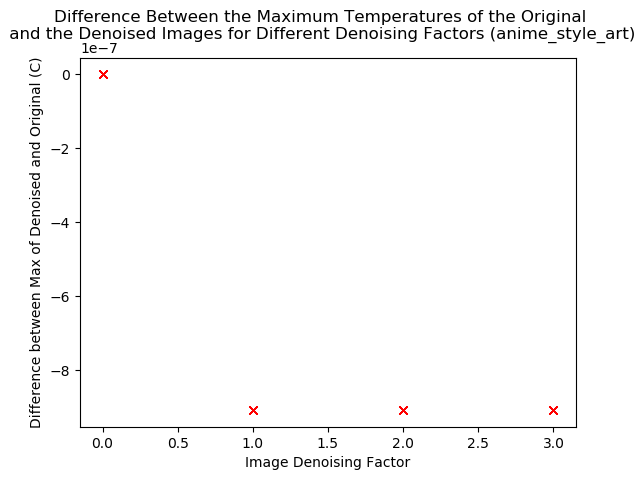 Difference Between the Maximum Temperatures of the Original
and the Denoised Images for Different Denoising Factors (anime_style_art)
1e−7
0
−2
−4
−6
−8
Difference between Max of Denoised and Original (C)
0.0 0.5 1.0 1.5 2.0 2.5 3.0
Image Denoising Factor